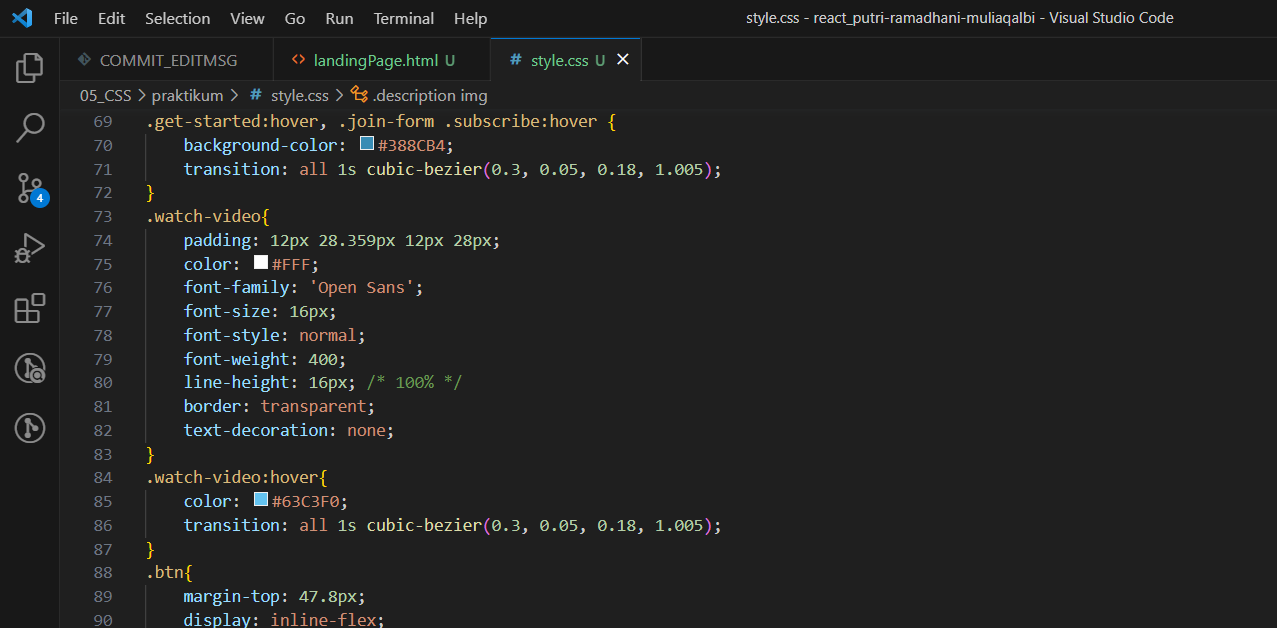 File Edit Selection View Go Run Terminal Help style.css - react_putri-ramadhani-muliaqalbi - Visual Studio Code
COMMIT_EDITMSG landingPage.html U style.css U
05_CSS > praktikum > # style.css > .description img
69 .get-started:hover, .join-form .subscribe:hover {
70 background-color: #388CB4;
71 transition: all 1s cubic-bezier(0.3, 0.05, 0.18, 1.005);
72 }
73 .watch-video{
74 padding: 12px 28.359px 12px 28px;
75 color: #FFF;
76 font-family: 'Open Sans';
77 font-size: 16px;
78 font-style: normal;
79 font-weight: 400;
80 line-height: 16px; /* 100% */
81 border: transparent;
82 text-decoration: none;
83 }
84 .watch-video:hover{
85 color: #63C3F0;
86 transition: all 1s cubic-bezier(0.3, 0.05, 0.18, 1.005);
87 }
88 .btn{
89 margin-top: 47.8px;
90 display: inline-flex;
4